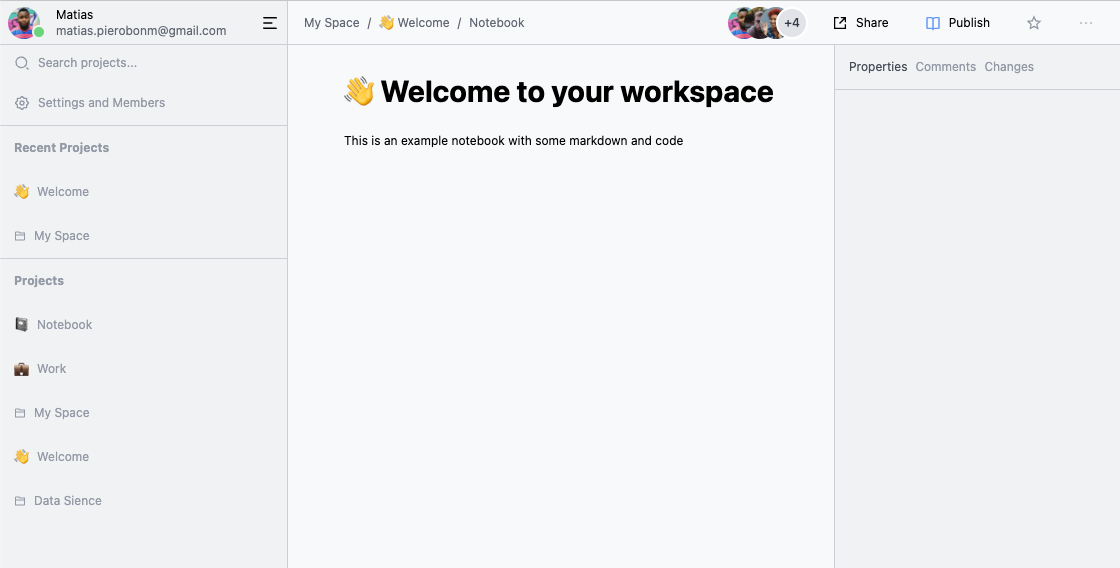 Matias
matias.pierobonm@gmail.com
Search projects...
Settings and Members
Recent Projects
Welcome
My Space
Projects
Notebook
Work
My Space
Welcome
Data Sience
My Space / 👋 Welcome / Notebook
+4
Share
Publish
👋 Welcome to your workspace
This is an example notebook with some markdown and code
Properties Comments Changes